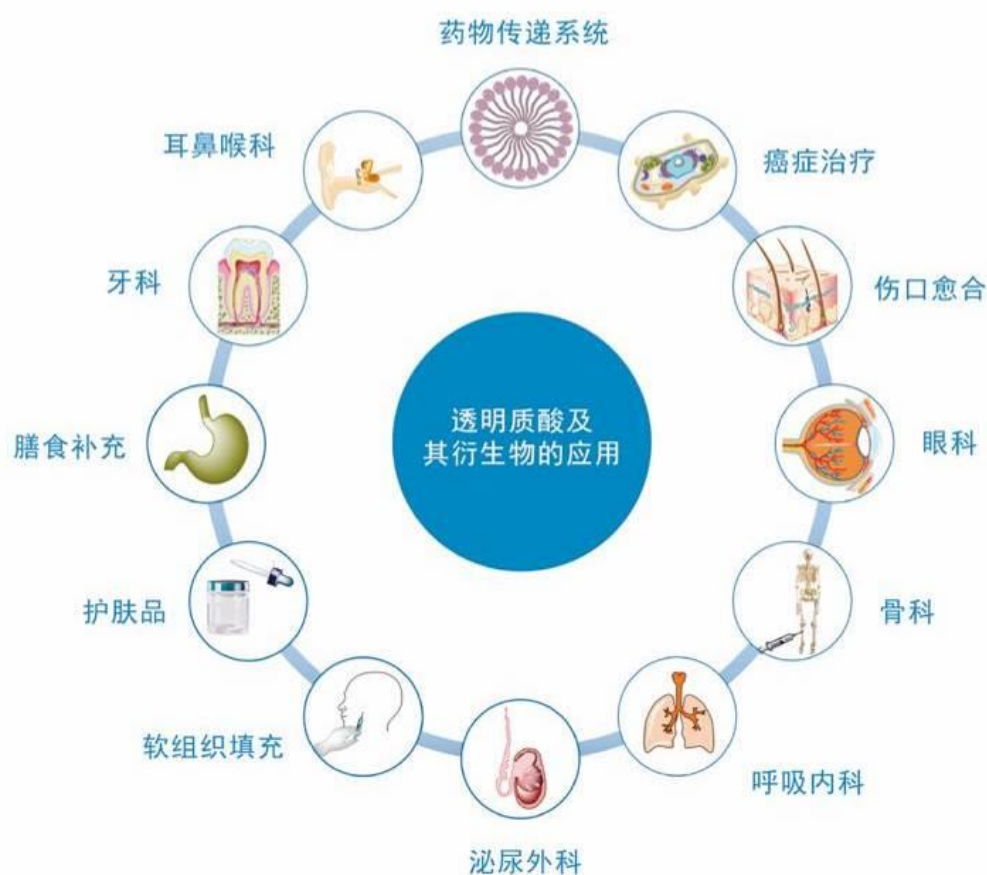 药物传递系统
耳鼻喉科
癌症治疗
牙科
伤口愈合
透明质酸及
其衍生物的应用
膳食补充
眼科
护肤品
骨科
软组织填充
呼吸内科
泌尿外科